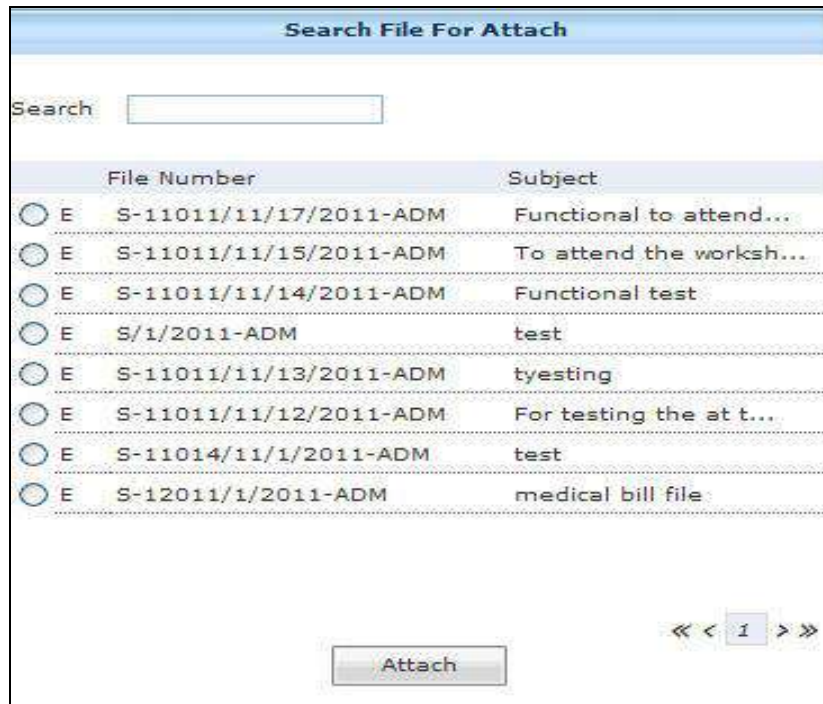 Search File For Attach
Search
File Number Subject
E S-11011/11/17/2011-ADM Functional to attend...
E S-11011/11/15/2011-ADM To attend the worksh...
E S-11011/11/14/2011-ADM Functional test
E S/1/2011-ADM test
E S-11011/11/13/2011-ADM tyesting
E S-11011/11/12/2011-ADM For testing the at t...
E S-11014/11/1/2011-ADM test
E S-12011/1/2011-ADM medical bill file
« < 1 > »
Attach